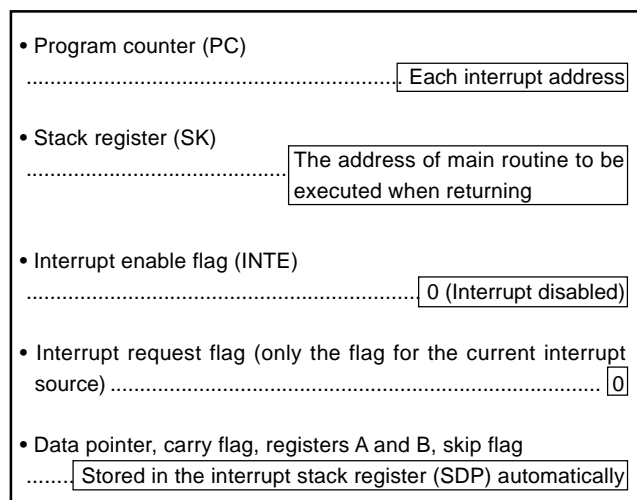 • Program counter (PC)
............................................................... Each interrupt address
• Stack register (SK)
............................................ The address of main routine to be
executed when returning
• Interrupt enable flag (INTE)
.................................................................. 0 (Interrupt disabled)
• Interrupt request flag (only the flag for the current interrupt
source) .................................................................................. 0
• Data pointer, carry flag, registers A and B, skip flag
........ Stored in the interrupt stack register (SDP) automatically